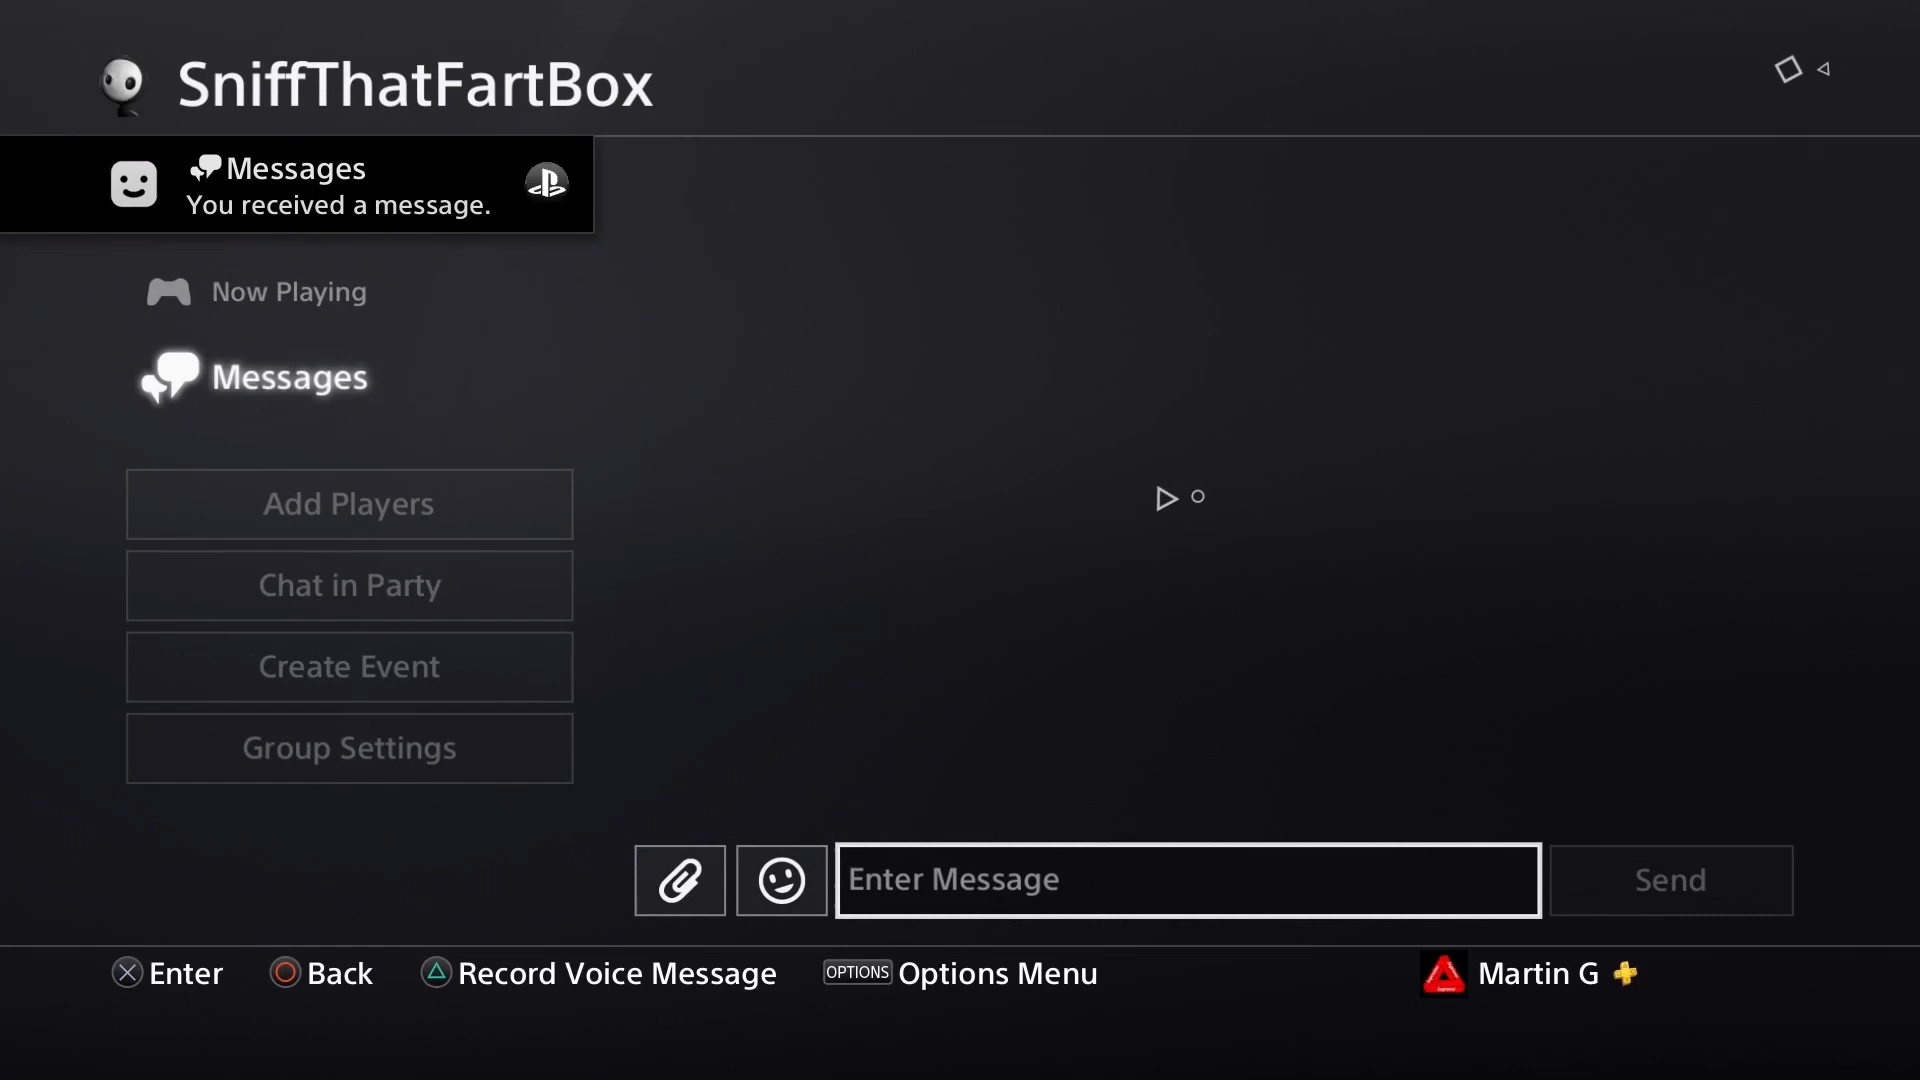 SniffThatFartBox
Messages
You received a message.
Now Playing
Messages
Add Players
Chat in Party
Create Event
Group Settings
Enter Message
Send
Enter
Back
Record Voice Message
OPTIONS Options Menu
Martin G